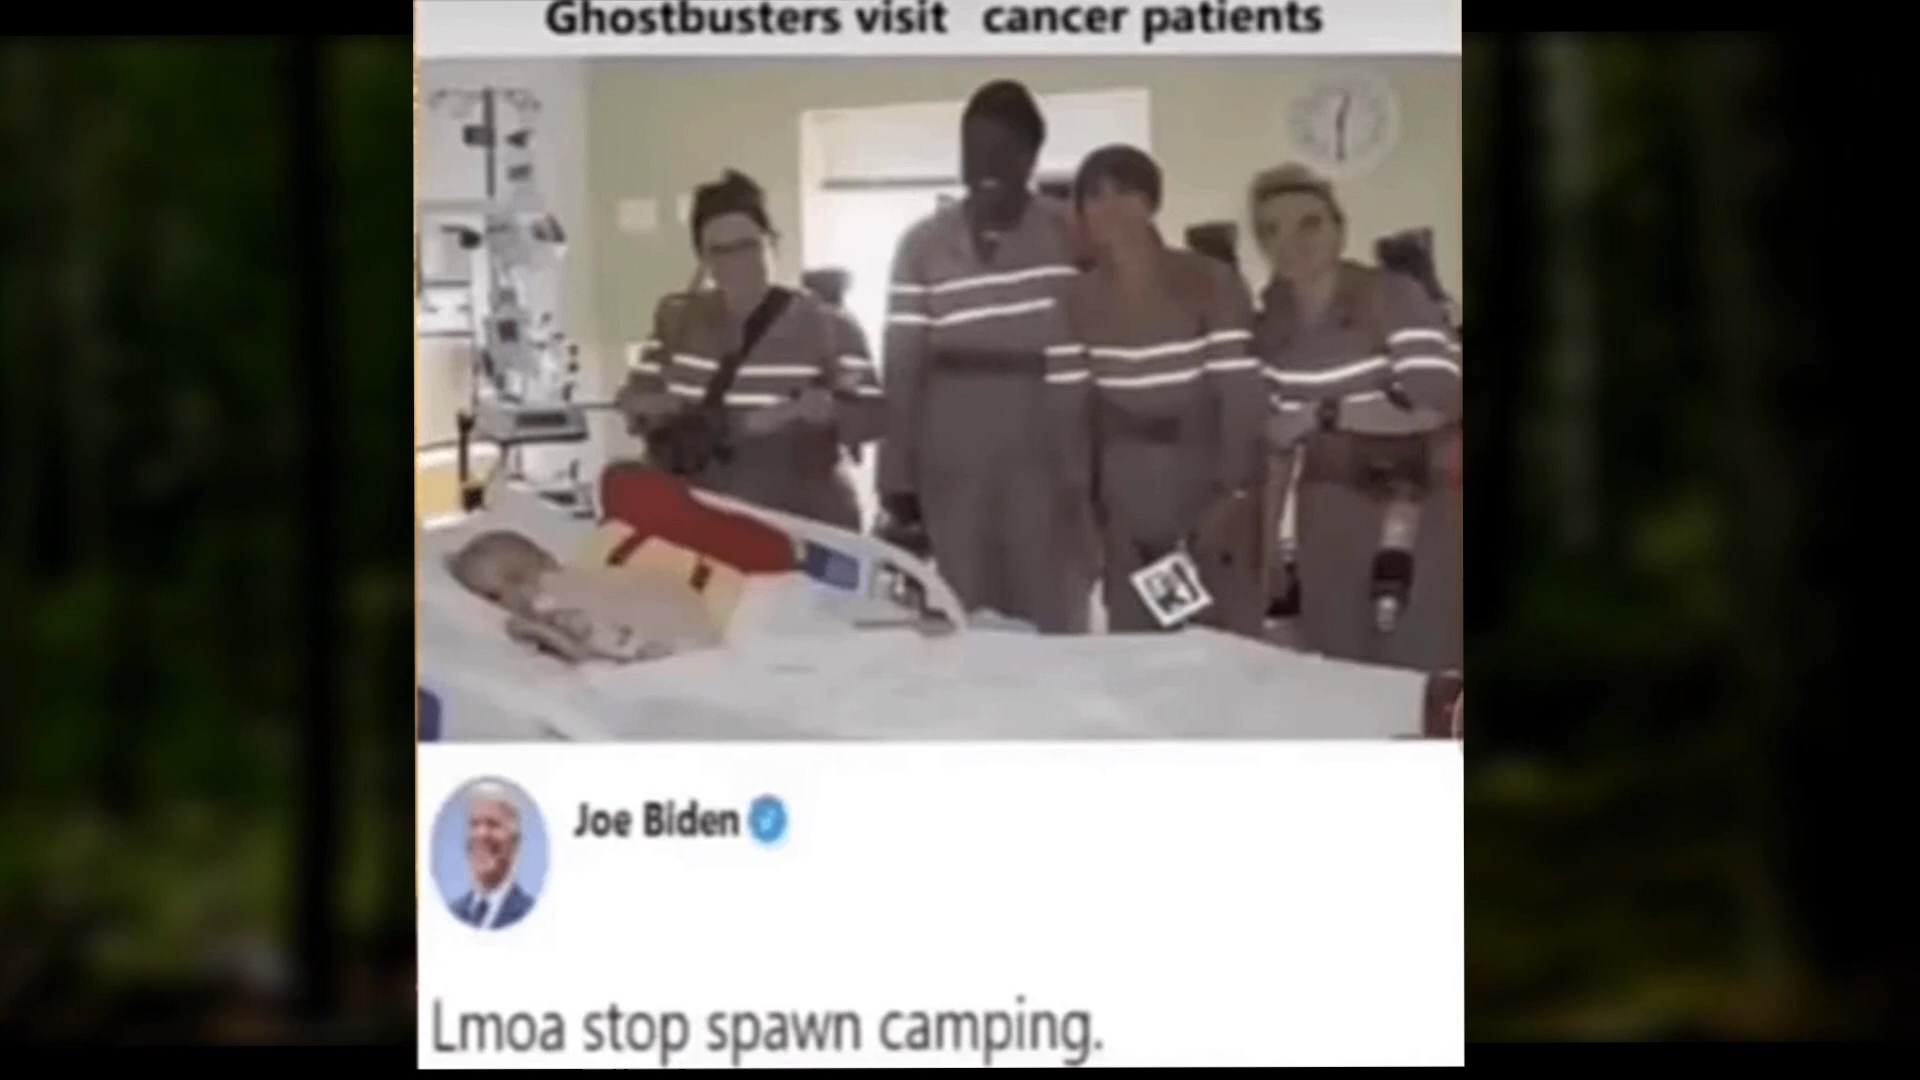 Ghostbusters visit cancer patients
Joe Biden
Lmoa stop spawn camping.